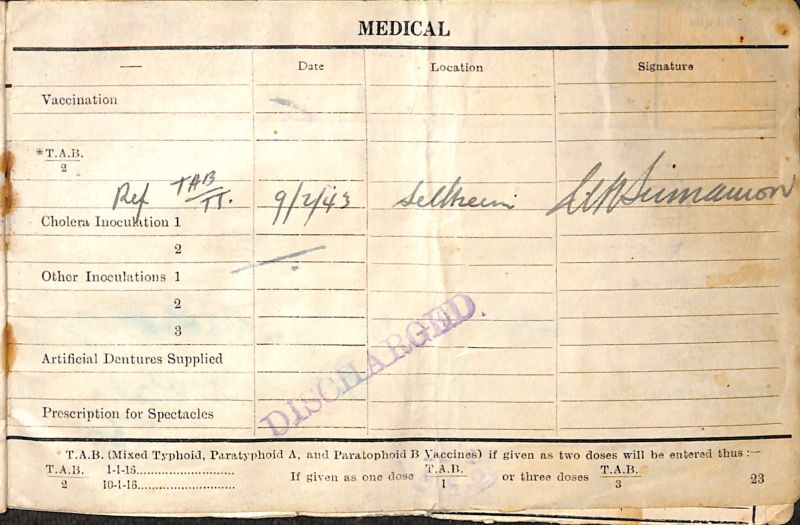 MEDICAL
— Date Location Signature
Vaccination
*T.A.B.
2
Ref TAB/TT. 9/2/43 Sellheim
Cholera Inoculation 1
2
Other Inoculations 1
2
3
DISCHARGED.
Artificial Dentures Supplied
Prescription for Spectacles
* T.A.B. (Mixed Typhoid, Paratyphoid A, and Paratophoid B Vaccines) if given as two doses will be entered thus :—
T.A.B. 1-1-16........................ If given as one dose T.A.B. or three doses T.A.B.
2 10-1-16........................ 1 3 23